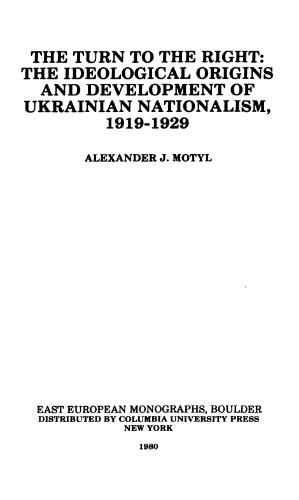 THE TURN TO THE RIGHT:
THE IDEOLOGICAL ORIGINS
AND DEVELOPMENT OF
UKRAINIAN NATIONALISM,
1919-1929
ALEXANDER J. MOTYL
EAST EUROPEAN MONOGRAPHS, BOULDER
DISTRIBUTED BY COLUMBIA UNIVERSITY PRESS
NEW YORK
1980